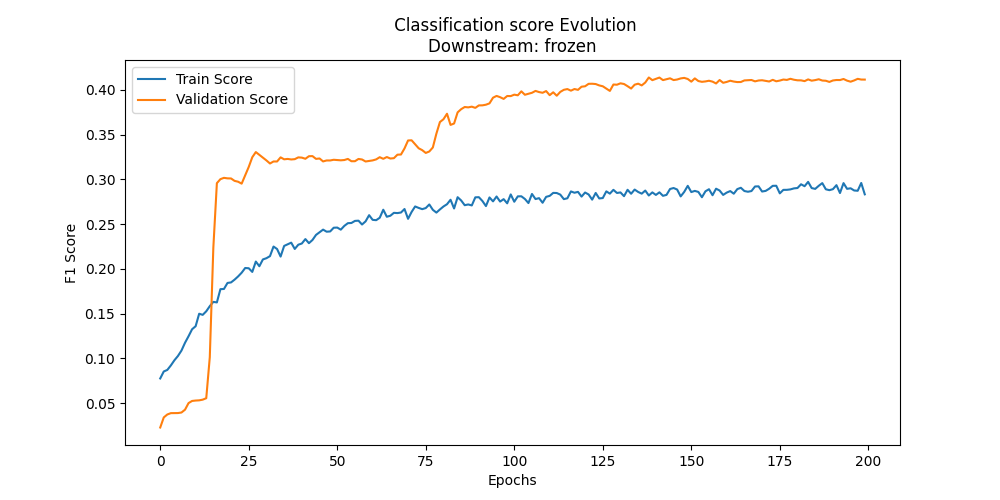 Classification score Evolution
Downstream: frozen
Train Score
Validation Score
F1 Score
0.40
0.35
0.30
0.25
0.20
0.15
0.10
0.05
0 25 50 75 100 125 150 175 200
Epochs